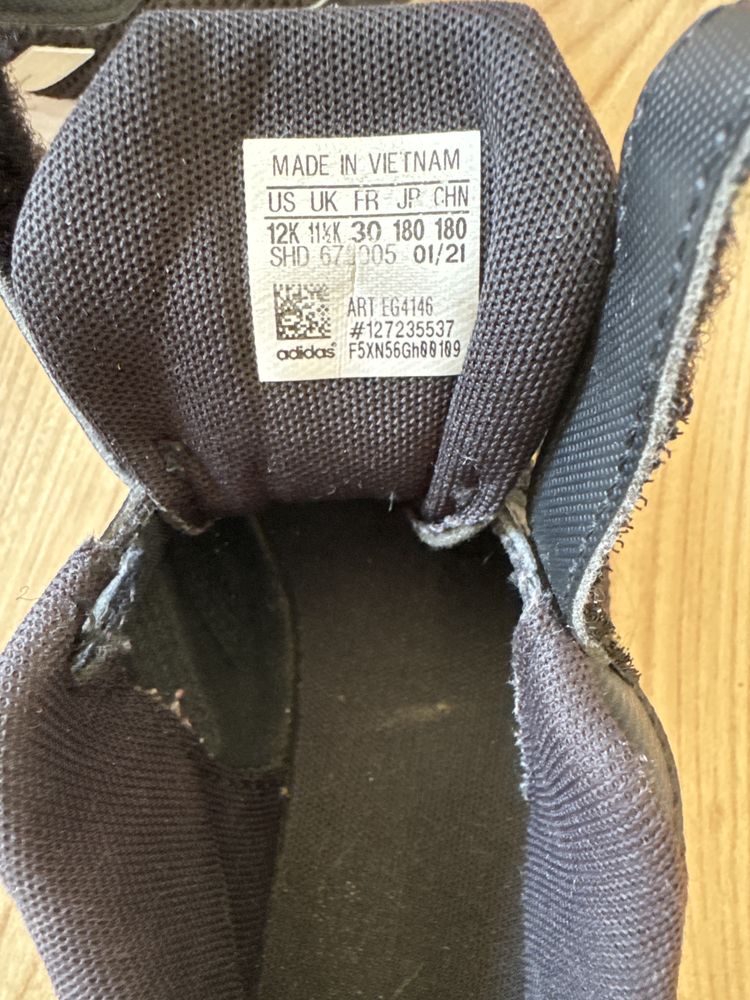 MADE IN VIETNAM
US UK FR JP CHN
12K 11½K 30 180 180
SHD 01/21
ART EG4146
#127235537
adidas F5XN56Gh00109